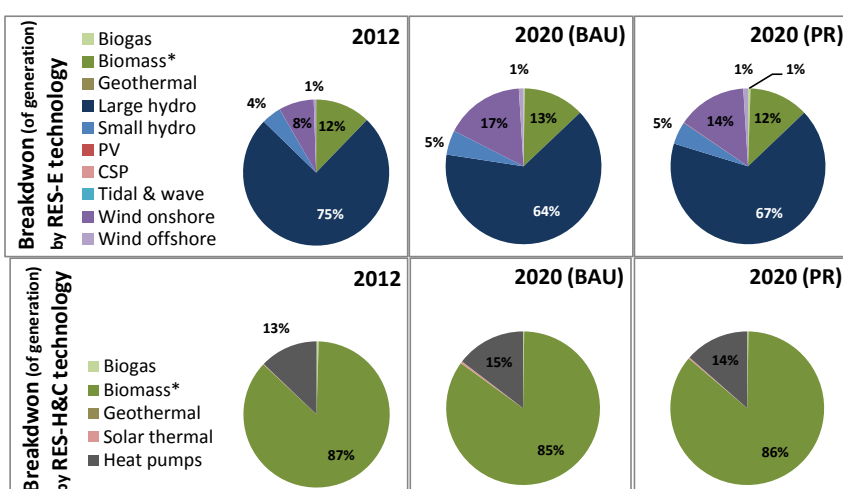 Breakdwon (of generation)
by RES-E technology
Biogas
Biomass*
Geothermal
Large hydro
Small hydro
PV
CSP
Tidal & wave
Wind onshore
Wind offshore
2012
1%
4%
8%
12%
75%
2020 (BAU)
1%
17%
13%
5%
64%
2020 (PR)
1%
1%
5%
14%
12%
67%
Breakdwon (of generation)
by RES-H&C technology
Biogas
Biomass*
Geothermal
Solar thermal
Heat pumps
2012
13%
87%
2020 (BAU)
15%
85%
2020 (PR)
14%
86%